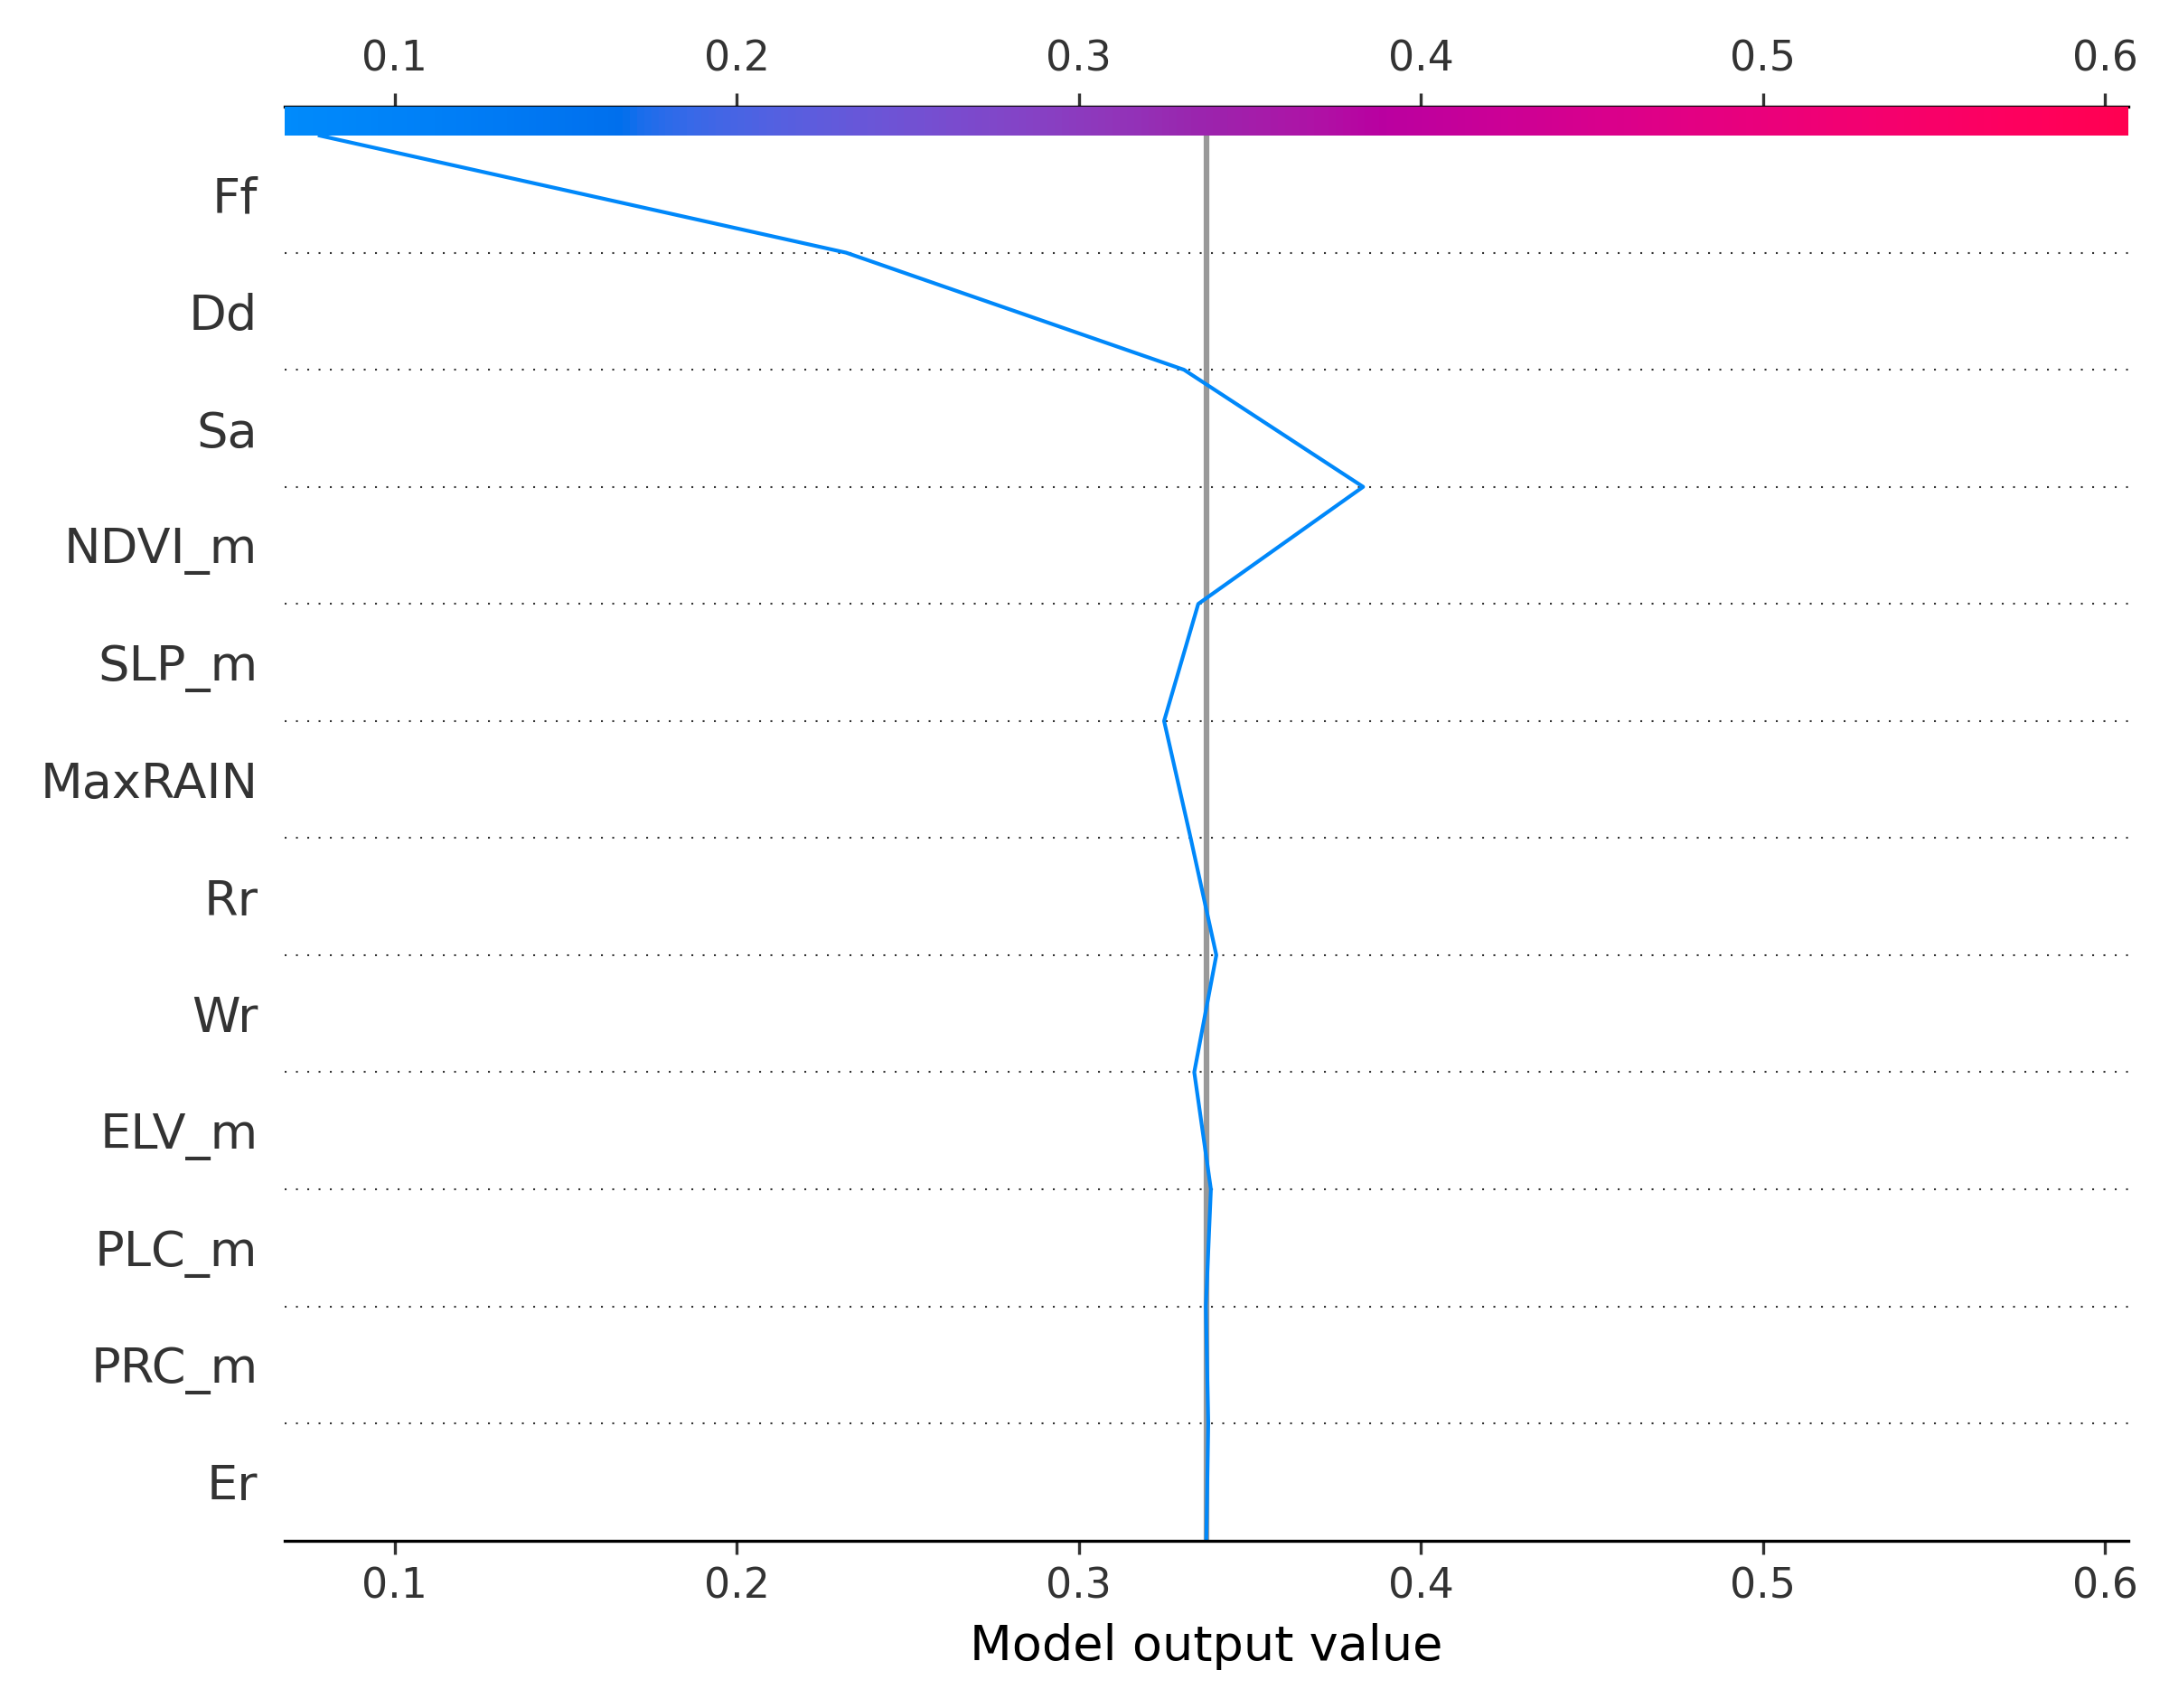 0.1 0.2 0.3 0.4 0.5 0.6
Ff
Dd
Sa
NDVI_m
SLP_m
MaxRAIN
Rr
Wr
ELV_m
PLC_m
PRC_m
Er
0.1 0.2 0.3 0.4 0.5 0.6
Model output value